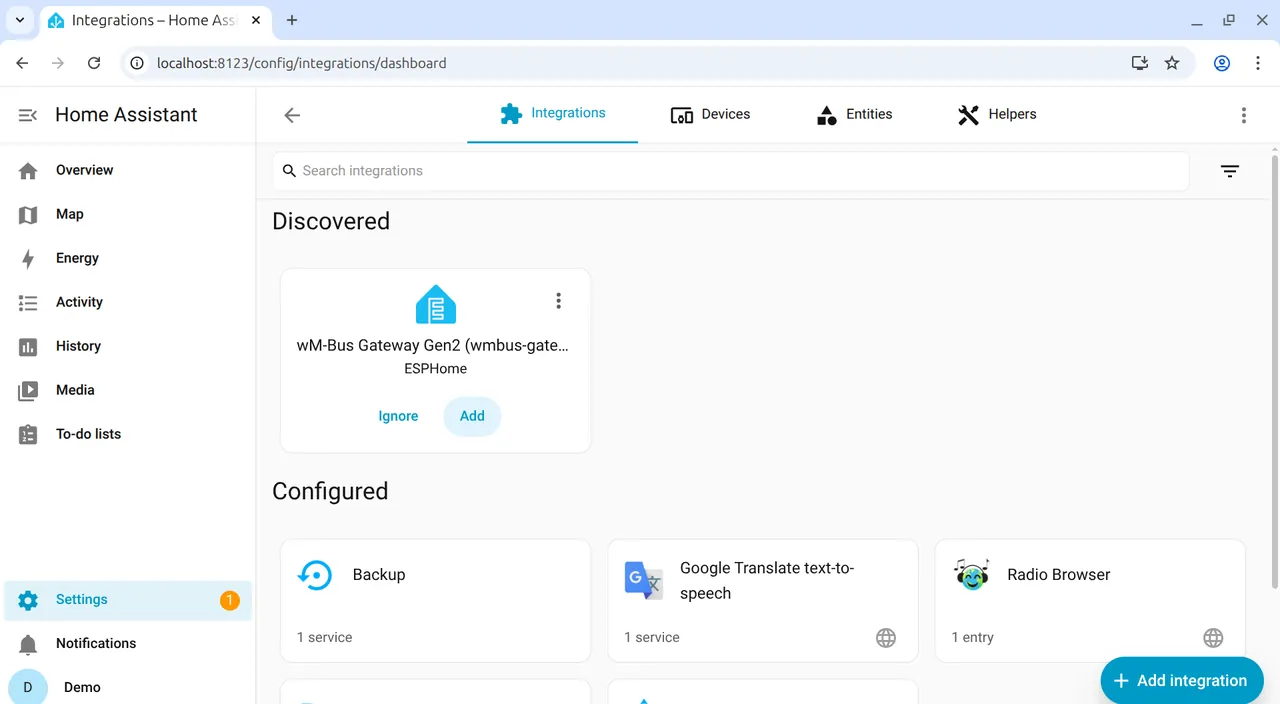 Integrations – Home Ass
localhost:8123/config/integrations/dashboard
Home Assistant
Integrations
Devices
Entities
Helpers
Overview
Map
Energy
Activity
History
Media
To-do lists
Settings
1
Notifications
D
Demo
Search integrations
Discovered
wM-Bus Gateway Gen2 (wmbus-gate...
ESPHome
Ignore
Add
Configured
Backup
1 service
G
Google Translate text-to-
speech
1 service
Radio Browser
1 entry
Add integration